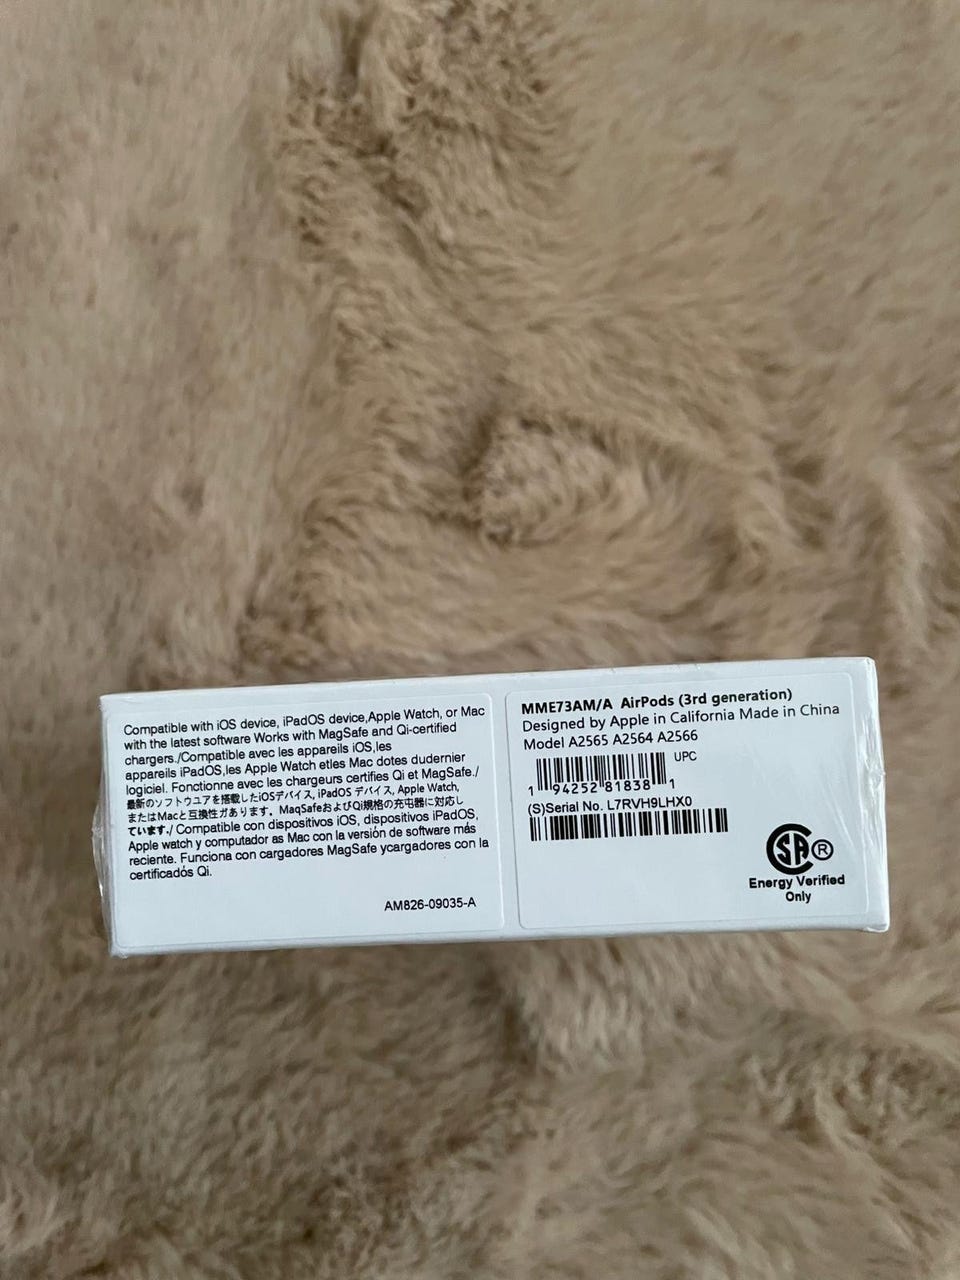 Compatible with iOS device, iPadOS device,Apple Watch, or Mac
with the latest software Works with MagSafe and Qi-certified
chargers./Compatible avec les appareils iOS,les
appareils iPadOS,les Apple Watch etles Mac dotes dudernier
logiciel. Fonctionne avec les chargeurs certifies Qi et MagSafe./
最新のソフトウユアを搭載したiOSデバイス, iPadOS デバイス, Apple Watch,
またはMacと互換性ガあります. MaqSafeおよびQi規格の充电器に対応し
ています./ Compatible con dispositivos iOS, dispositivos iPadOS,
Apple watch y computador as Mac con la versión de software más
reciente. Funciona con cargadores MagSafe ycargadores con la
certificadós Qi.
AM826-09035-A
MME73AM/A AirPods (3rd generation)
Designed by Apple in California Made in China
Model A2565 A2564 A2566
UPC
1 94252 81838 1
(S)Serial No. L7RVH9LHX0
SA ®
Energy Verified
Only